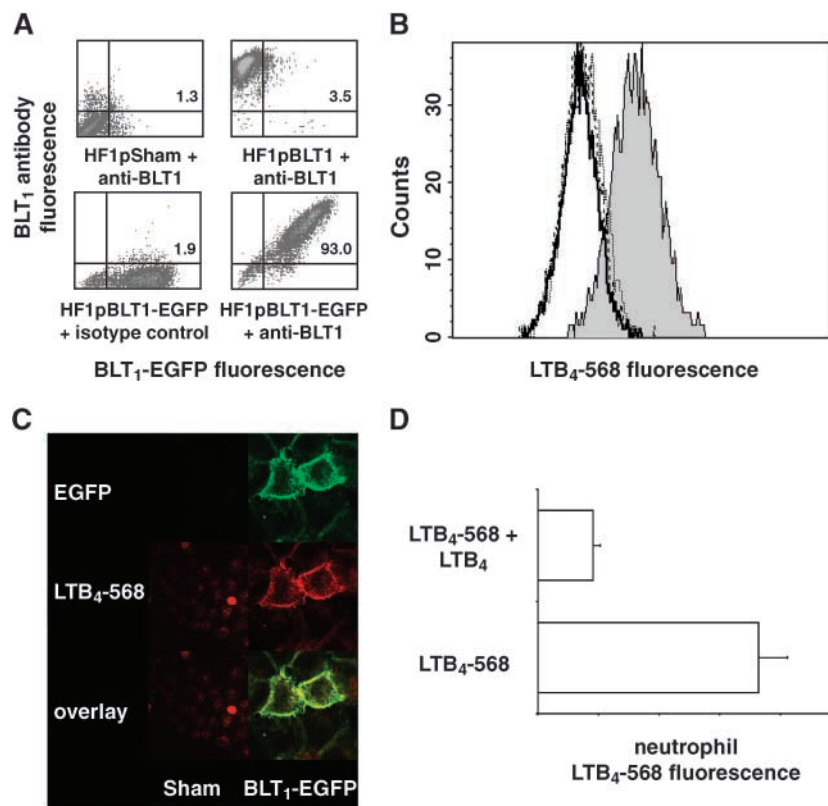 A
BLT₁ antibody
fluorescence
1.3
3.5
HF1pSham +
anti-BLT1
HF1pBLT1 +
anti-BLT1
1.9
93.0
HF1pBLT1-EGFP
+ isotype control
HF1pBLT1-EGFP
+ anti-BLT1
BLT₁-EGFP fluorescence
B
Counts
30
20
10
0
LTB₄-568 fluorescence
C
EGFP
LTB₄-568
overlay
Sham
BLT₁-EGFP
D
LTB₄-568 +
LTB₄
LTB₄-568
neutrophil
LTB₄-568 fluorescence